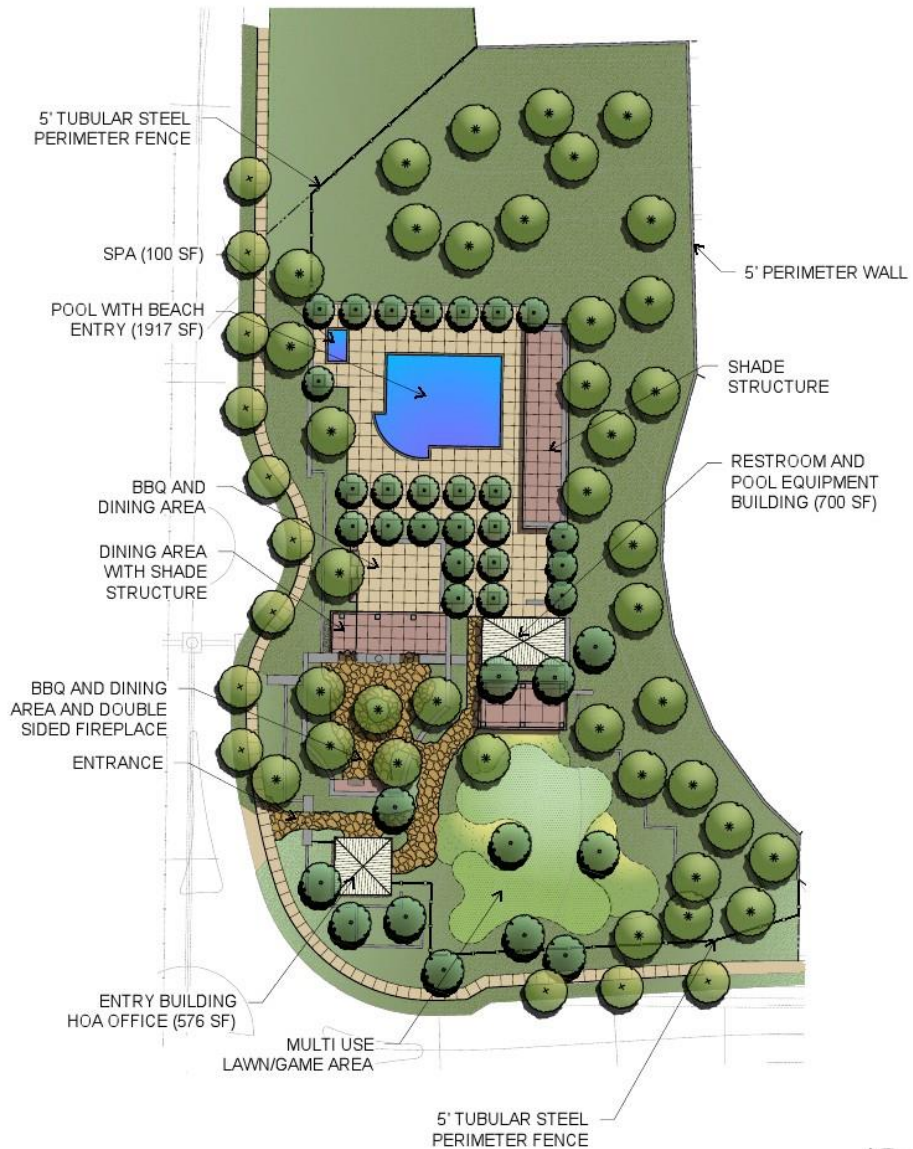 5' TUBULAR STEEL
PERIMETER FENCE
SPA (100 SF)
POOL WITH BEACH
ENTRY (1917 SF)
5' PERIMETER WALL
SHADE
STRUCTURE
RESTROOM AND
POOL EQUIPMENT
BUILDING (700 SF)
BBQ AND
DINING AREA
DINING AREA
WITH SHADE
STRUCTURE
BBQ AND DINING
AREA AND DOUBLE
SIDED FIREPLACE
ENTRANCE
ENTRY BUILDING
HOA OFFICE (576 SF)
MULTI USE
LAWN/GAME AREA
5' TUBULAR STEEL
PERIMETER FENCE